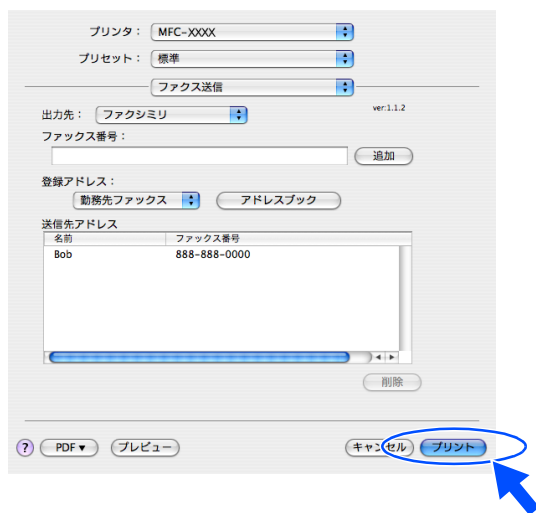 プリンタ： MFC-XXXX
プリセット： 標準
ファクス送信
出力先： ファクシミリ ver:1.1.2
ファックス番号：
追加
登録アドレス：
勤務先ファックス アドレスブック
送信先アドレス
名前 ファックス番号
Bob 888-888-0000
削除
? PDF▼ プレビュー キャンセル プリント